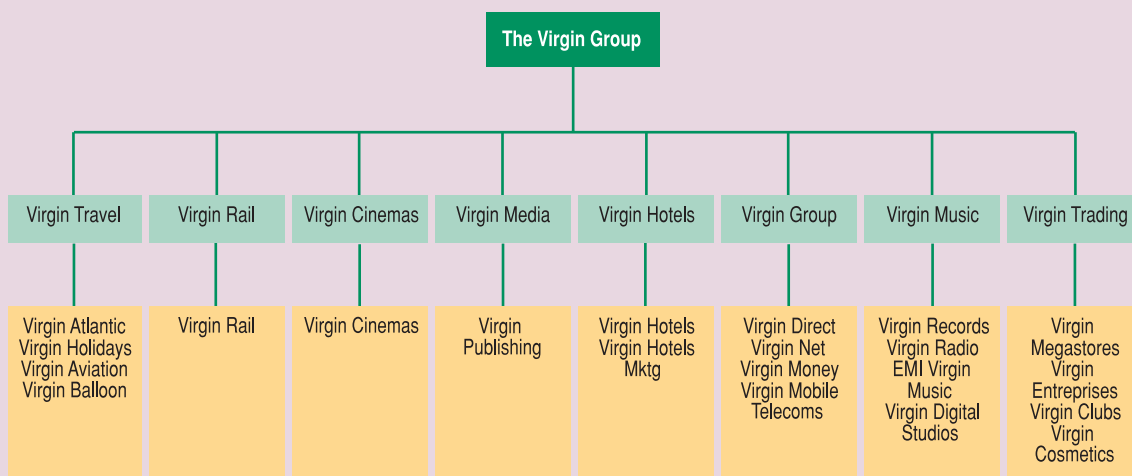 The Virgin Group
Virgin Travel
Virgin Rail
Virgin Cinemas
Virgin Media
Virgin Hotels
Virgin Group
Virgin Music
Virgin Trading
Virgin Atlantic
Virgin Holidays
Virgin Aviation
Virgin Balloon
Virgin Rail
Virgin Cinemas
Virgin
Publishing
Virgin Hotels
Virgin Hotels
Mktg
Virgin Direct
Virgin Net
Virgin Money
Virgin Mobile
Telecoms
Virgin Records
Virgin Radio
EMI Virgin
Music
Virgin Digital
Studios
Virgin
Megastores
Virgin
Entreprises
Virgin Clubs
Virgin
Cosmetics